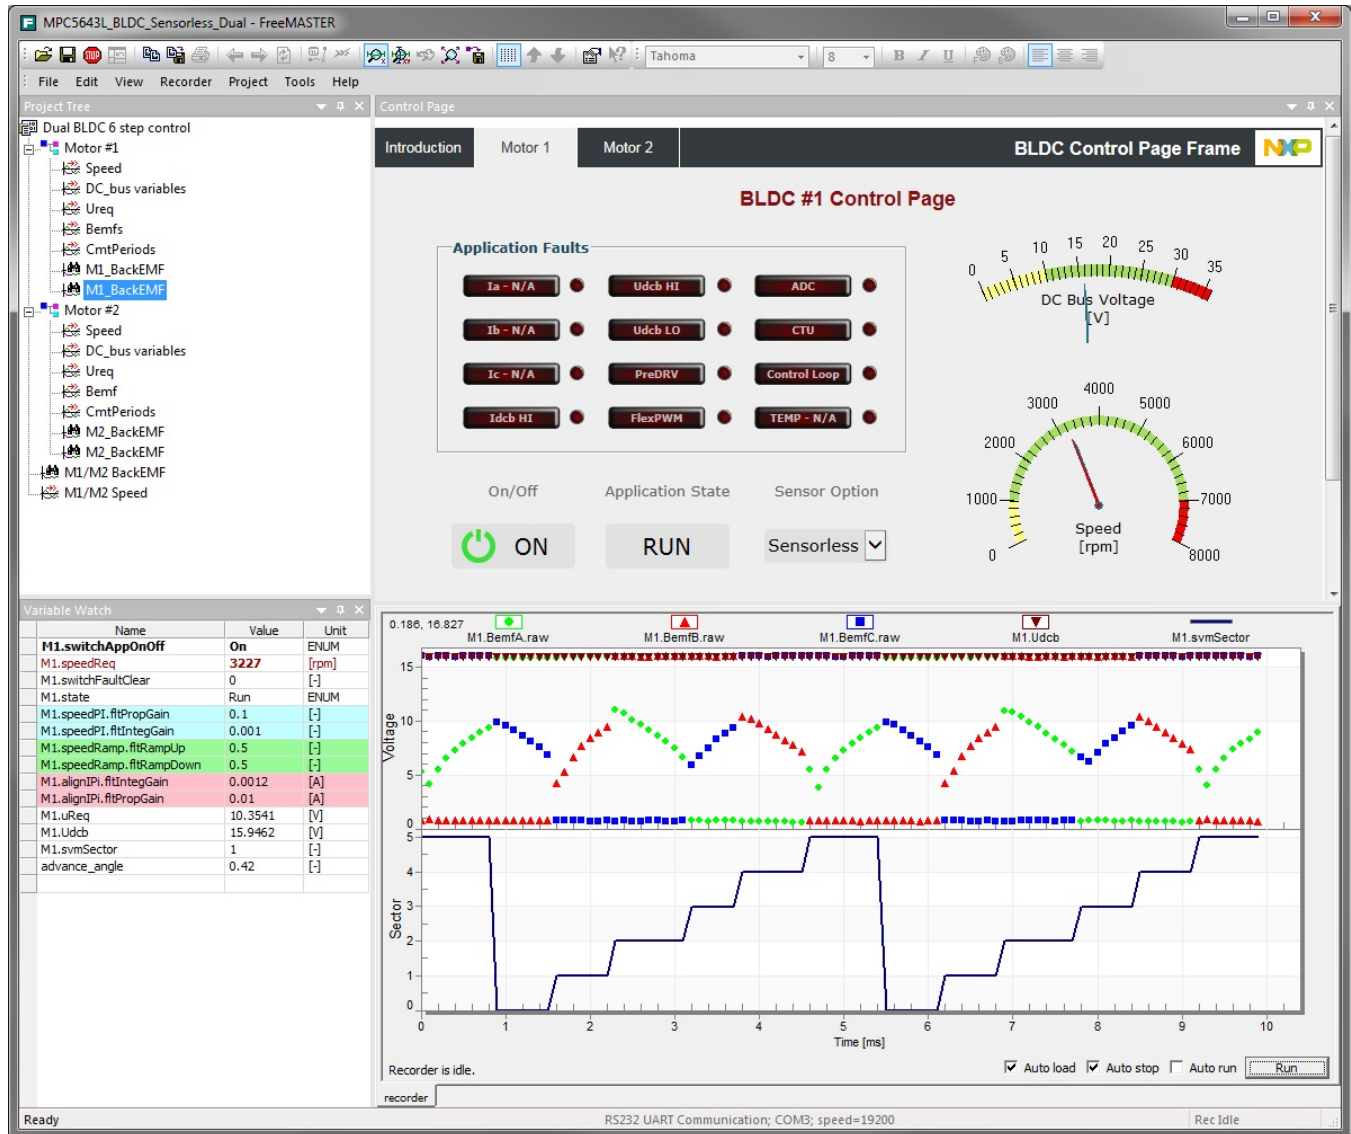 MPC5643L_BLDC_Sensorless_Dual - FreeMASTER
Tahoma 8 B I U
File Edit View Recorder Project Tools Help
Project Tree
Dual BLDC 6 step control
Motor #1
Speed
DC_bus variables
Ureq
Bemfs
CmtPeriods
M1_BackEMF
M1_BackEMF
Motor #2
Speed
DC_bus variables
Ureq
Bemf
CmtPeriods
M2_BackEMF
M2_BackEMF
M1/M2 BackEMF
M1/M2 Speed
Control Page
Introduction Motor 1 Motor 2 BLDC Control Page Frame NXP
BLDC #1 Control Page
Application Faults
Ia - N/A Udcb HI ADC
Ib - N/A Udcb LO CTU
Ic - N/A PreDRV Control Loop
Idcb HI FlexPWM TEMP - N/A
0 5 10 15 20 25 30 35
DC Bus Voltage
[V]
0 1000 2000 3000 4000 5000 6000 7000 8000
Speed
[rpm]
On/Off Application State Sensor Option
ON RUN Sensorless
Variable Watch
Name Value Unit
M1.switchAppOnOff On ENUM
M1.speedReq 3227 [rpm]
M1.switchFaultClear 0 [-]
M1.state Run ENUM
M1.speedPI.fltPropGain 0.1 [-]
M1.speedPI.fltIntegGain 0.001 [-]
M1.speedRamp.fltRampUp 0.5 [-]
M1.speedRamp.fltRampDown 0.5 [-]
M1.alignIPi.fltIntegGain 0.0012 [A]
M1.alignIPi.fltPropGain 0.01 [A]
M1.uReq 10.3541 [V]
M1.Udcb 15.9462 [V]
M1.svmSector 1 [-]
advance_angle 0.42 [-]
0.186, 16.827
M1.BemfA.raw M1.BemfB.raw M1.BemfC.raw M1.Udcb M1.svmSector
Voltage
15
10
5
0
Sector
5
4
3
2
1
0
0 1 2 3 4 5 6 7 8 9 10
Time [ms]
Recorder is idle. Auto load Auto stop Auto run Run
recorder
Ready RS232 UART Communication; COM3; speed=19200 Rec Idle